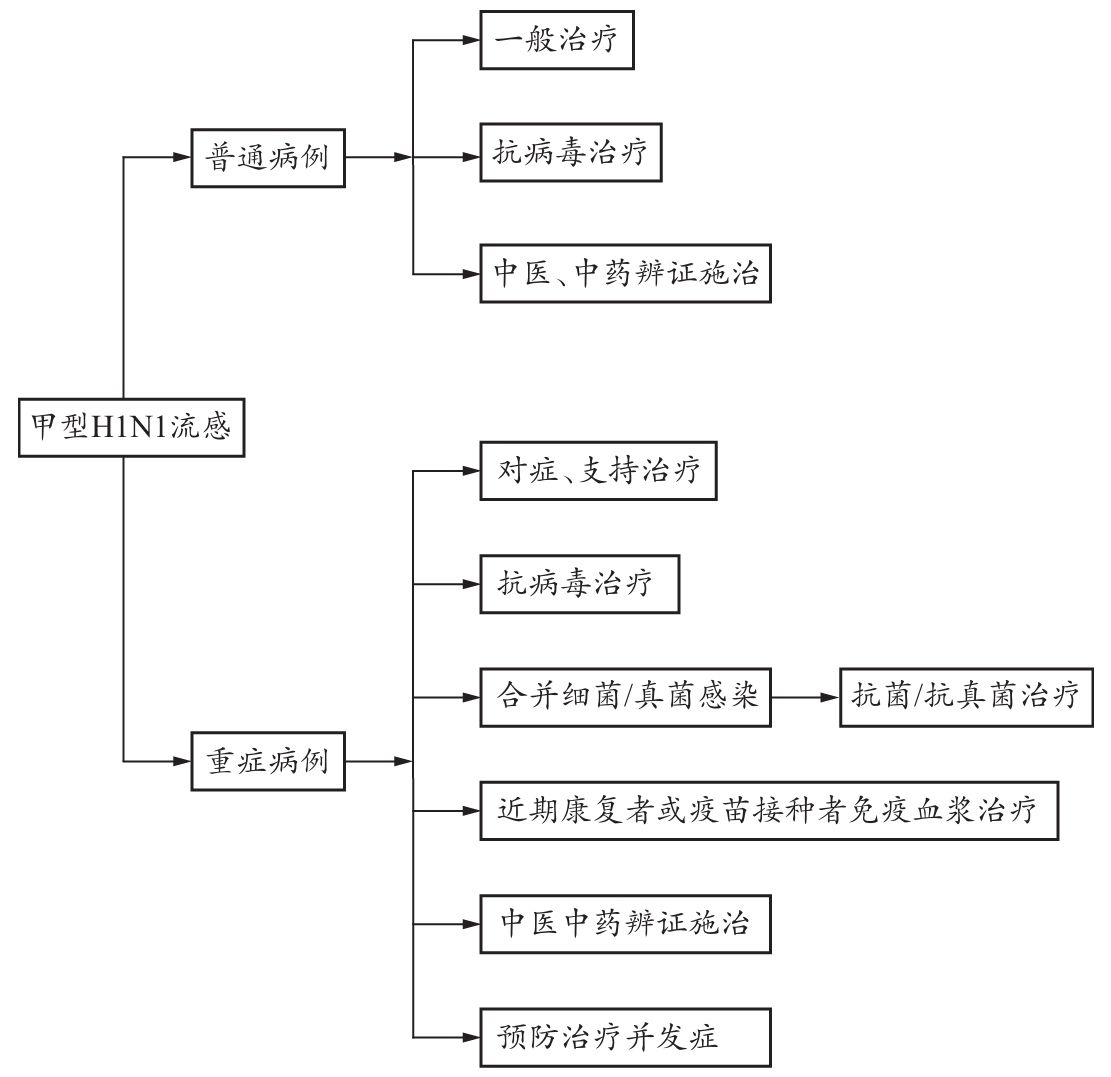 一般治疗
普通病例
抗病毒治疗
中医、中药辨证施治
甲型H1N1流感
对症、支持治疗
抗病毒治疗
合并细菌/真菌感染
抗菌/抗真菌治疗
重症病例
近期康复者或疫苗接种者免疫血浆治疗
中医中药辨证施治
预防治疗并发症